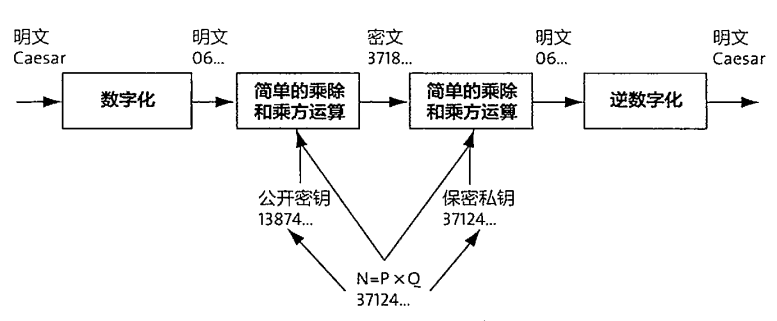 明文
Caesar
明文
06...
密文
3718...
明文
06...
明文
Caesar
数字化
简单的乘除
和乘方运算
简单的乘除
和乘方运算
逆数字化
公开密钥
13874...
保密私钥
37124...
N=P×Q
37124...